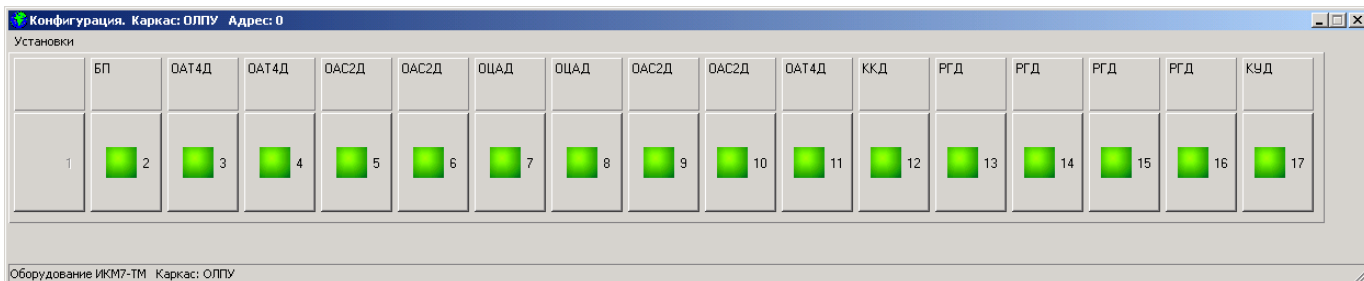 Конфигурация. Каркас: ОЛПУ Адрес: 0
Установки
БП ОАТ4Д ОАТ4Д ОАС2Д ОАС2Д ОЦАД ОЦАД ОАС2Д ОАС2Д ОАТ4Д ККД РГД РГД РГД РГД КУД
1 2 3 4 5 6 7 8 9 10 11 12 13 14 15 16 17
Оборудование ИКМ7-ТМ Каркас: ОЛПУ